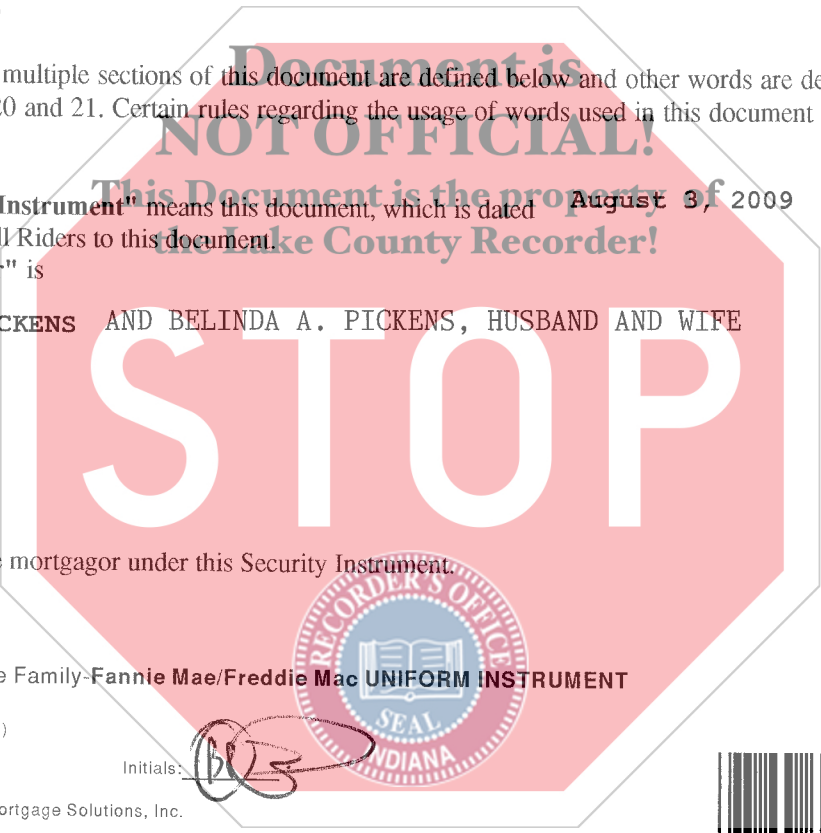 Document is
multiple sections of this document are defined below and other words are de
20 and 21. Certain rules regarding the usage of words used in this document
NOT OFFICIAL!
This Document is the property of
Instrument" means this document, which is dated August 3, 2009
ll Riders to this document.
the Lake County Recorder!
" is
CKENS AND BELINDA A. PICKENS, HUSBAND AND WIFE
STOP
e mortgagor under this Security Instrument.
RECORDER'S OFFICE
e Family-Fannie Mae/Freddie Mac UNIFORM INSTRUMENT
SEAL
)
INDIANA
Initials:
ortgage Solutions, Inc.